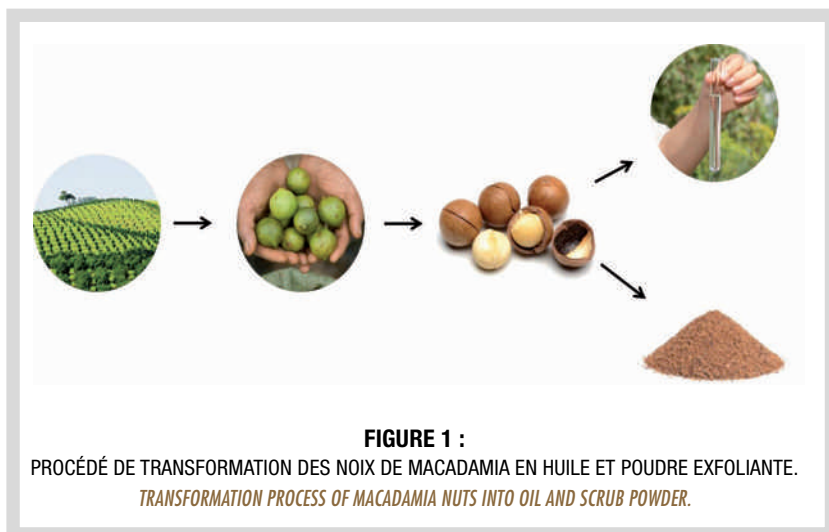 FIGURE 1 :
PROCÉDÉ DE TRANSFORMATION DES NOIX DE MACADAMIA EN HUILE ET POUDRE EXFOLIANTE.
TRANSFORMATION PROCESS OF MACADAMIA NUTS INTO OIL AND SCRUB POWDER.